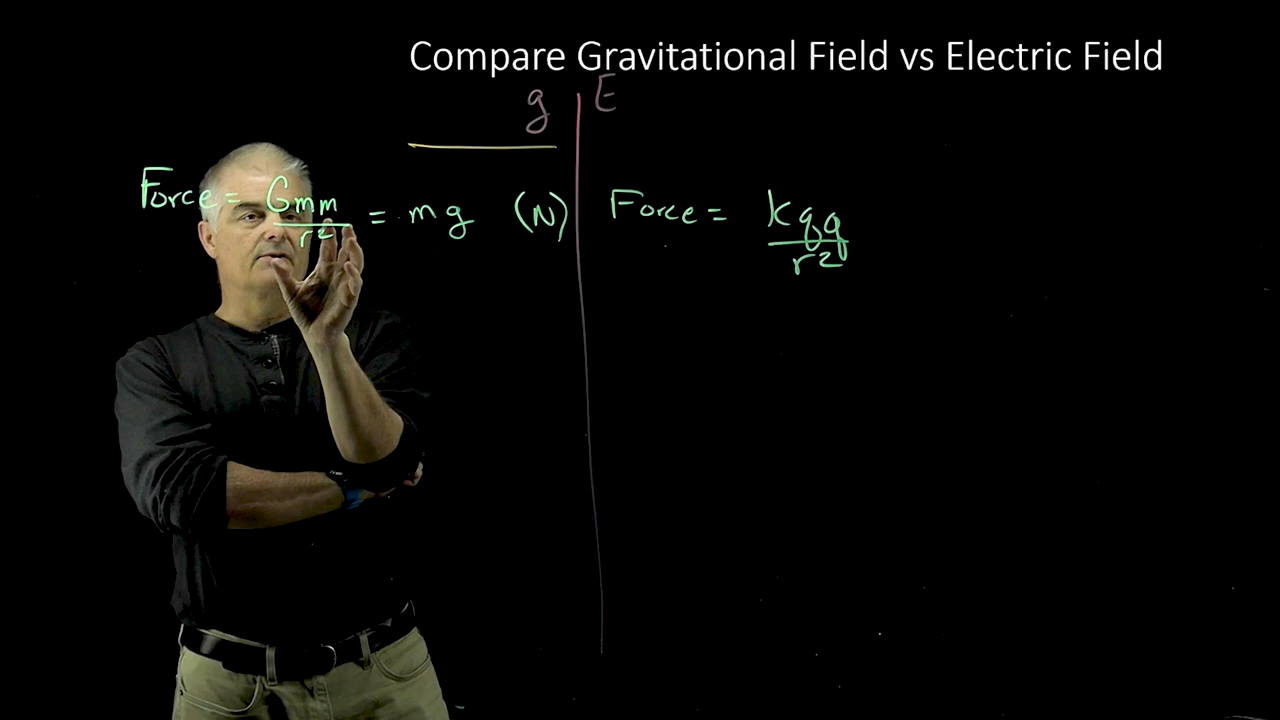 Compare Gravitational Field vs Electric Field
g E
Force = Gmm/r² = mg (N)
Force = kqq/r²